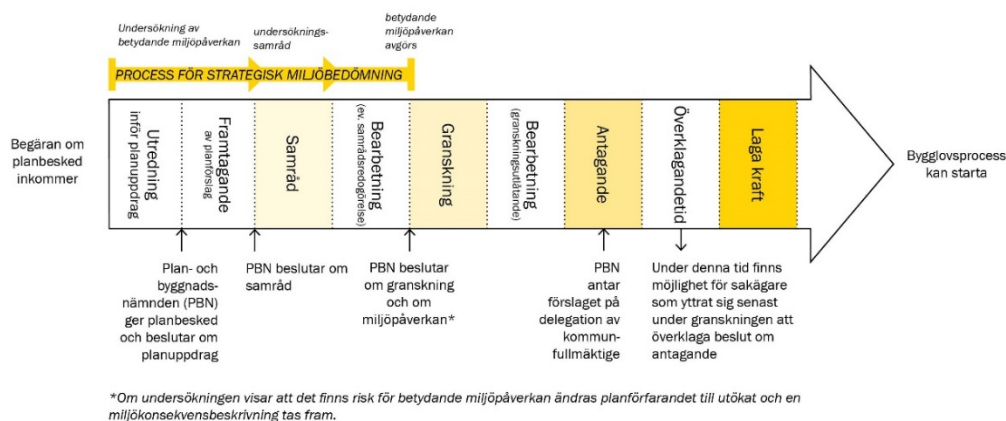 Undersökning av
betydande miljöpåverkan
undersöknings-
samråd
betydande
miljöpåverkan
avgörs
PROCESS FÖR STRATEGISK MILJÖBEDÖMNING
Begäran om
planbesked
inkommer
Utredning
inför planuppdrag
Framtagande
av planförslag
Samråd
Bearbetning
(ev. samrådsredogörelse)
Granskning
Bearbetning
(granskningsutlåtande)
Antagande
Överklagandetid
Laga kraft
Bygglovsprocess
kan starta
Plan- och
byggnads-
nämnden (PBN)
ger planbesked
och beslutar om
planuppdrag
PBN beslutar om
samråd
PBN beslutar
om granskning
och om
miljöpåverkan*
PBN
antar
förslaget på
delegation av
kommun-
fullmäktige
Under denna tid finns
möjlighet för sakägare
som yttrat sig senast
under granskningen att
överklaga beslut om
antagande
*Om undersökningen visar att det finns risk för betydande miljöpåverkan ändras planförfarandet till utökat och en
miljökonsekvensbeskrivning tas fram.